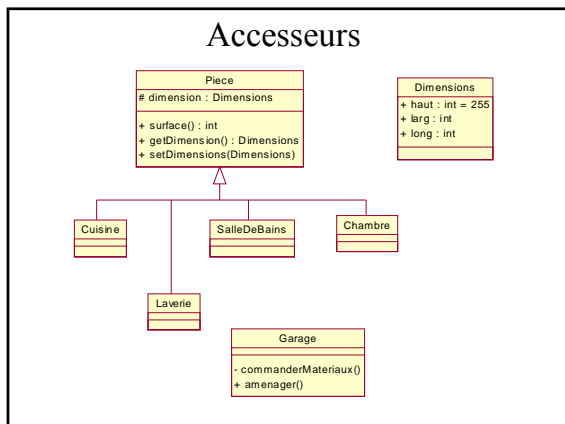 Accesseurs
Piece
# dimension : Dimensions
+ surface() : int
+ getDimension() : Dimensions
+ setDimensions(Dimensions)
Dimensions
+ haut : int = 255
+ larg : int
+ long : int
Cuisine
SalleDeBains
Chambre
Laverie
Garage
- commanderMateriaux()
+ amenager()